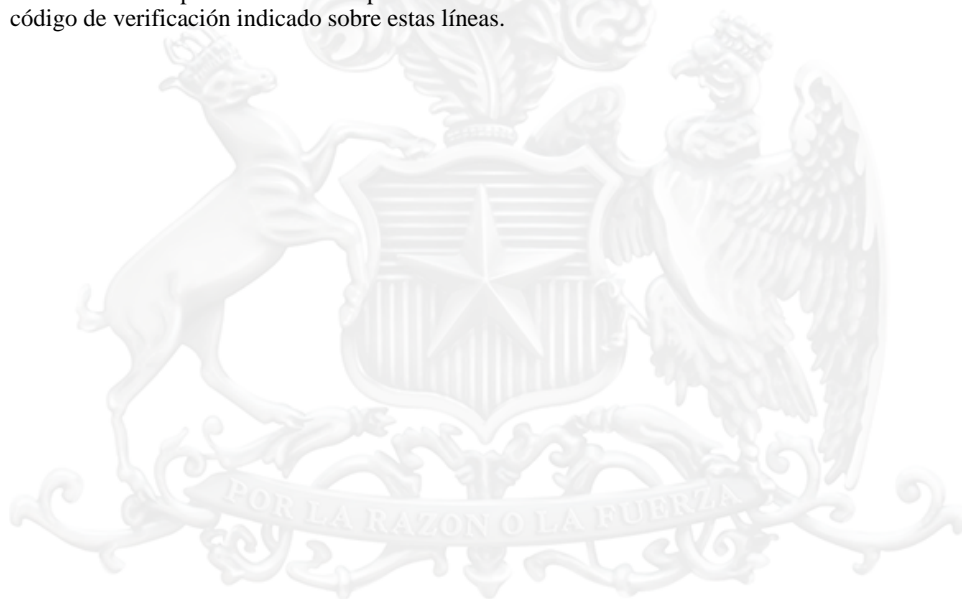 código de verificación indicado sobre estas líneas.
POR LA RAZON O LA FUERZA